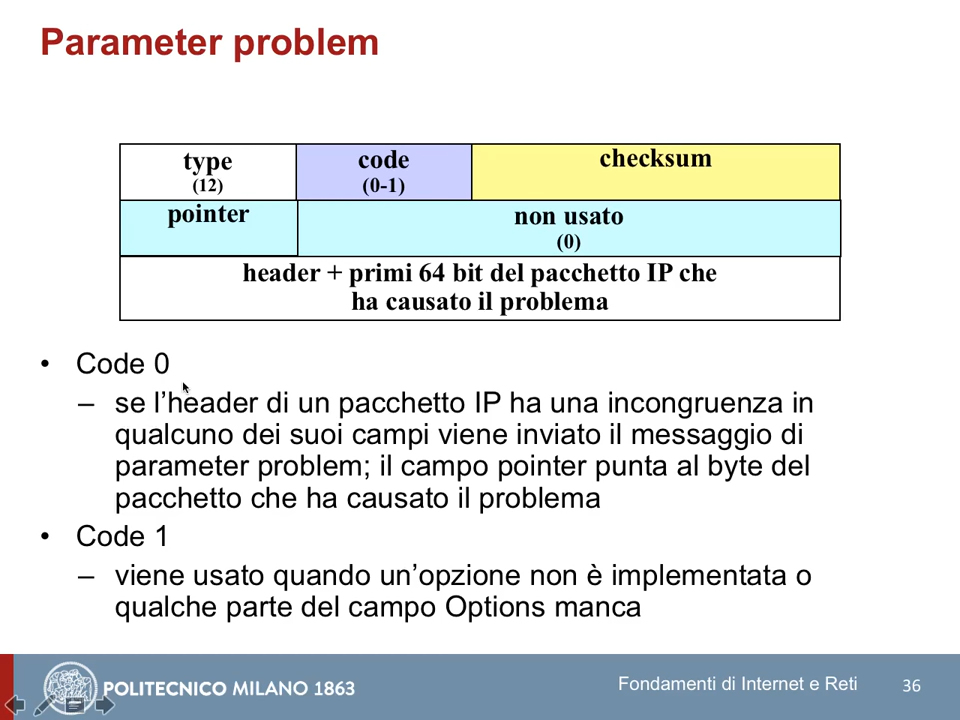 Parameter problem
type code checksum
(12) (0-1)
pointer non usato
(0)
header + primi 64 bit del pacchetto IP che
ha causato il problema
• Code 0
– se l’header di un pacchetto IP ha una incongruenza in
qualcuno dei suoi campi viene inviato il messaggio di
parameter problem; il campo pointer punta al byte del
pacchetto che ha causato il problema
• Code 1
– viene usato quando un’opzione non è implementata o
qualche parte del campo Options manca
POLITECNICO MILANO 1863
Fondamenti di Internet e Reti 36